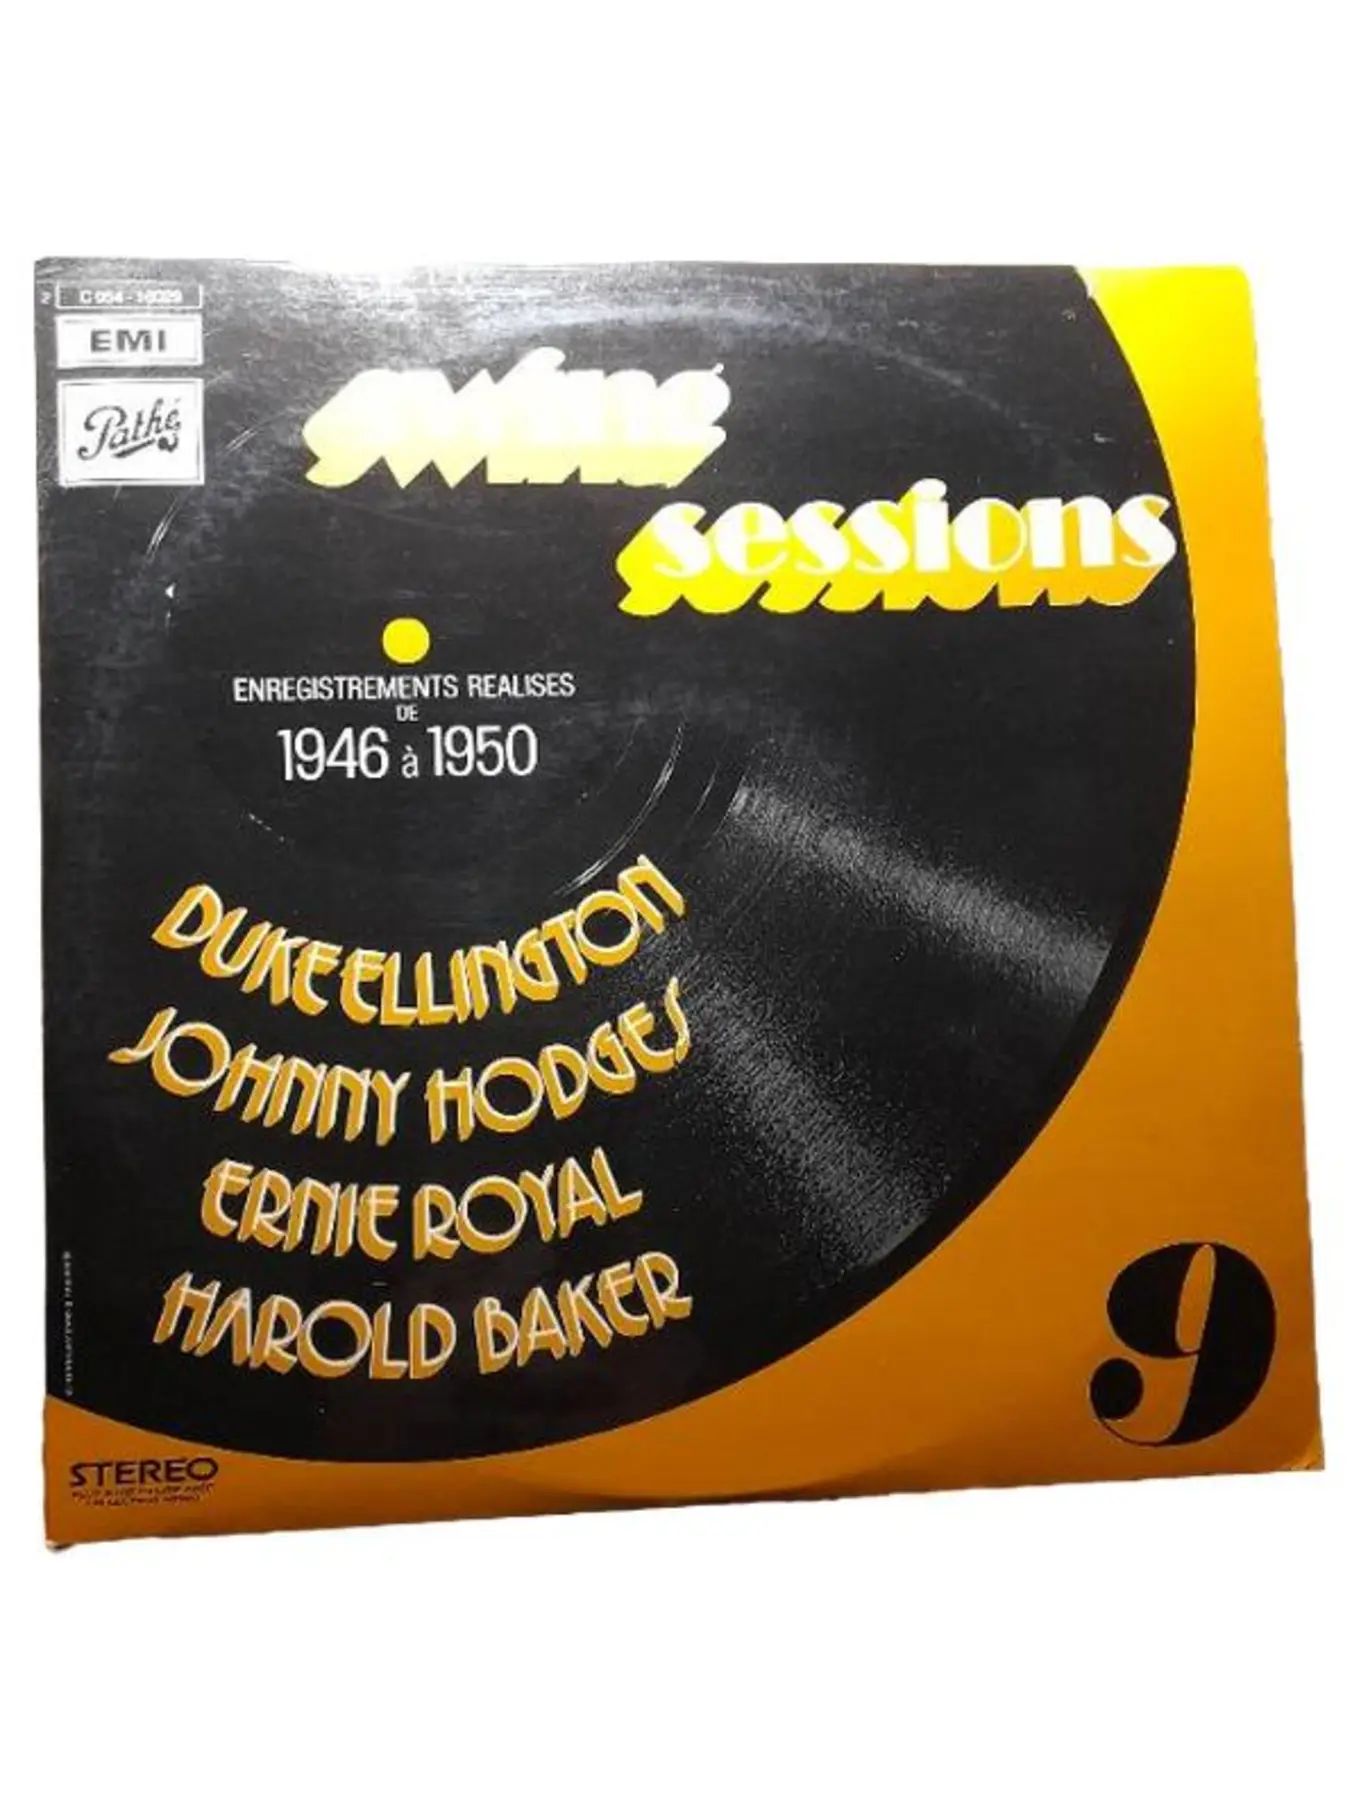 2 C 054 - 16029
EMI
Pathé
swing
sessions
ENREGISTREMENTS REALISES
DE
1946 à 1950
DUKE ELLINGTON
JOHNNY HODGES
ERNIE ROYAL
HAROLD BAKER
9
STEREO